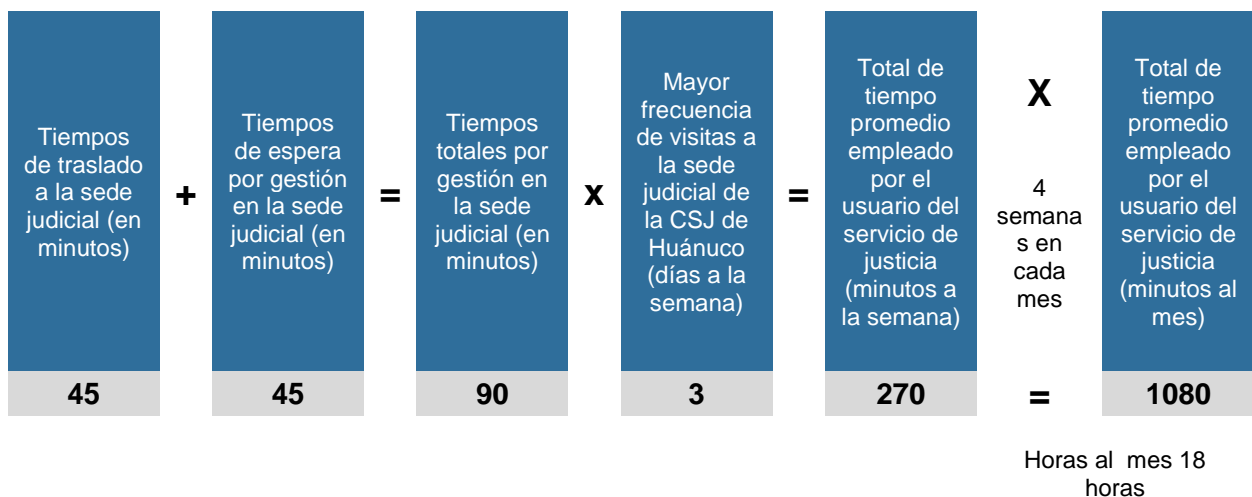 Tiempos
de traslado
a la sede
judicial (en
minutos)
45
+
Tiempos
de espera
por gestión
en la sede
judicial (en
minutos)
45
=
Tiempos
totales por
gestión en
la sede
judicial (en
minutos)
90
x
Mayor
frecuencia
de visitas a
la sede
judicial de
la CSJ de
Huánuco
(días a la
semana)
3
=
Total de
tiempo
promedio
empleado
por el
usuario del
servicio de
justicia
(minutos a
la semana)
270
X
4
semana
s en
cada
mes
=
Total de
tiempo
promedio
empleado
por el
usuario del
servicio de
justicia
(minutos al
mes)
1080
Horas al mes 18
horas